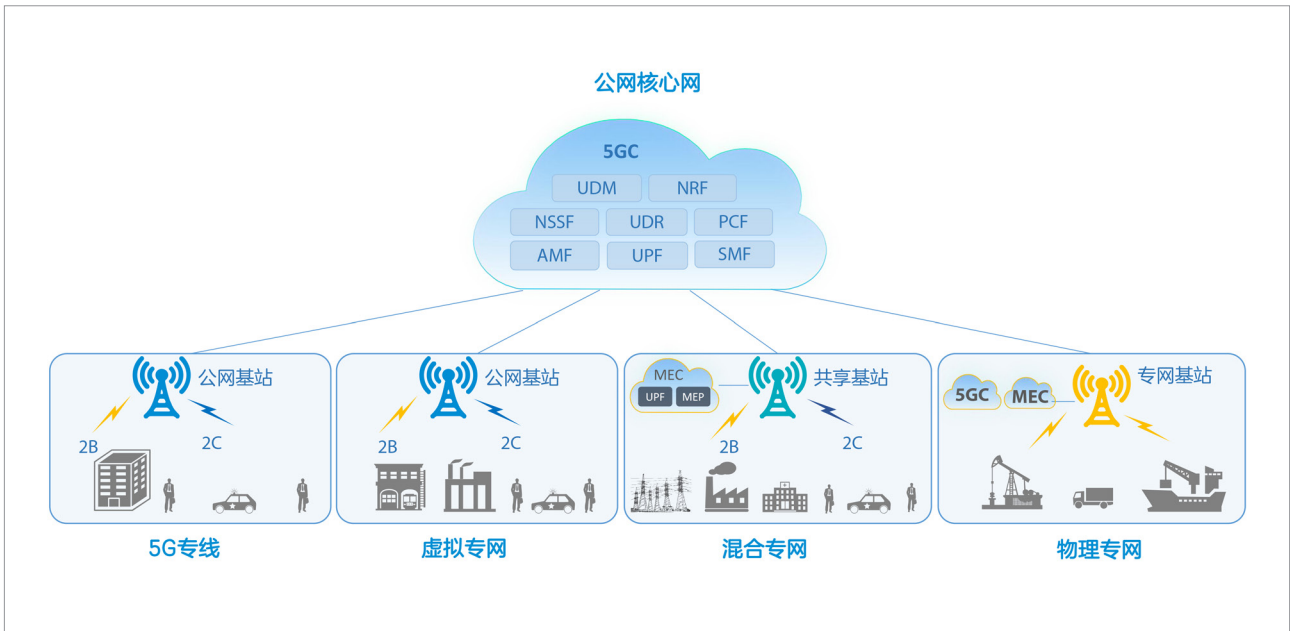 公网核心网
5GC
UDM NRF
NSSF UDR PCF
AMF UPF SMF
公网基站
2B 2C
5G专线
公网基站
2B 2C
虚拟专网
MEC
UPF MEP
共享基站
2B 2C
混合专网
5GC MEC
专网基站
物理专网